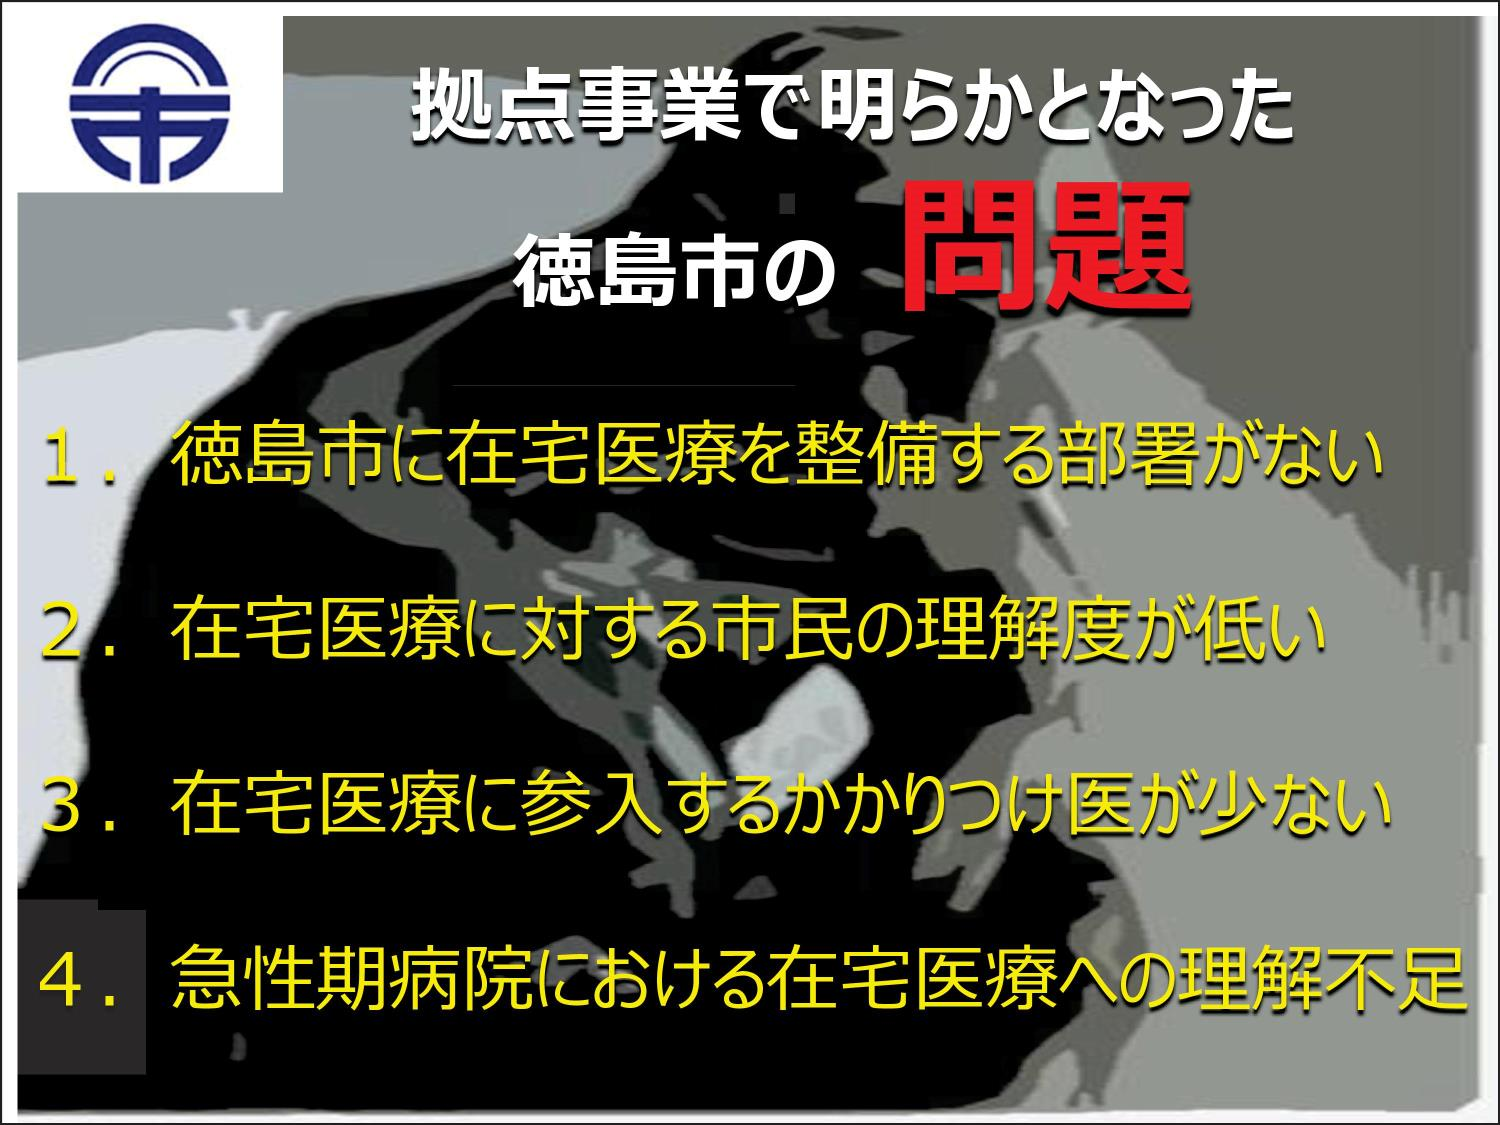 拠点事業で明らかとなった
徳島市の 問題
１．徳島市に在宅医療を整備する部署がない
２．在宅医療に対する市民の理解度が低い
３．在宅医療に参入するかかりつけ医が少ない
４．急性期病院における在宅医療への理解不足